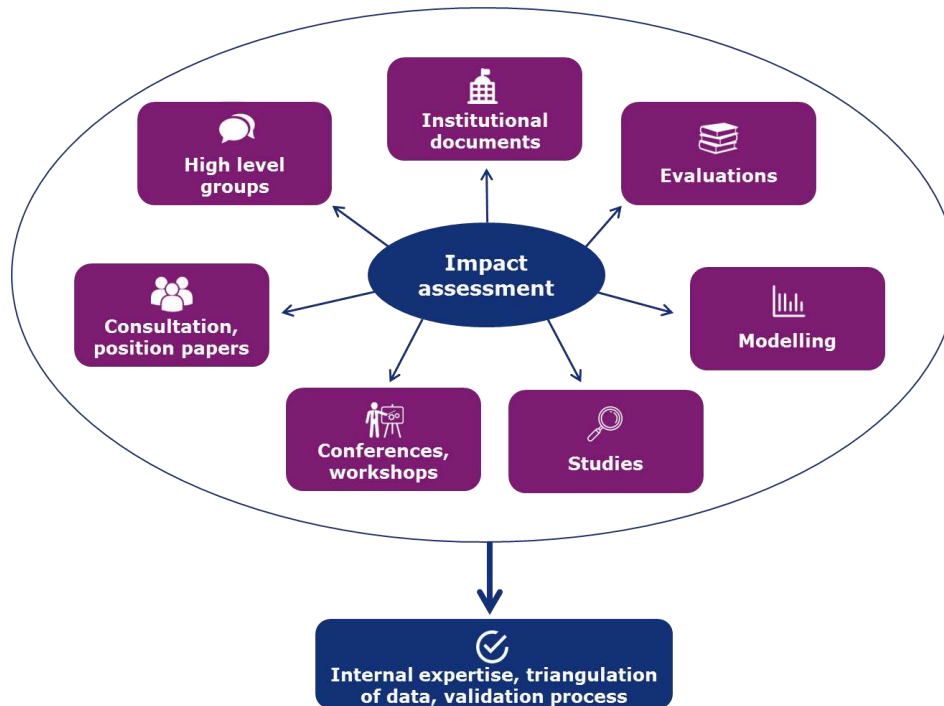 Institutional
documents
High level
groups
Evaluations
Impact
assessment
Consultation,
position papers
Modelling
Conferences,
workshops
Studies
Internal expertise, triangulation
of data, validation process